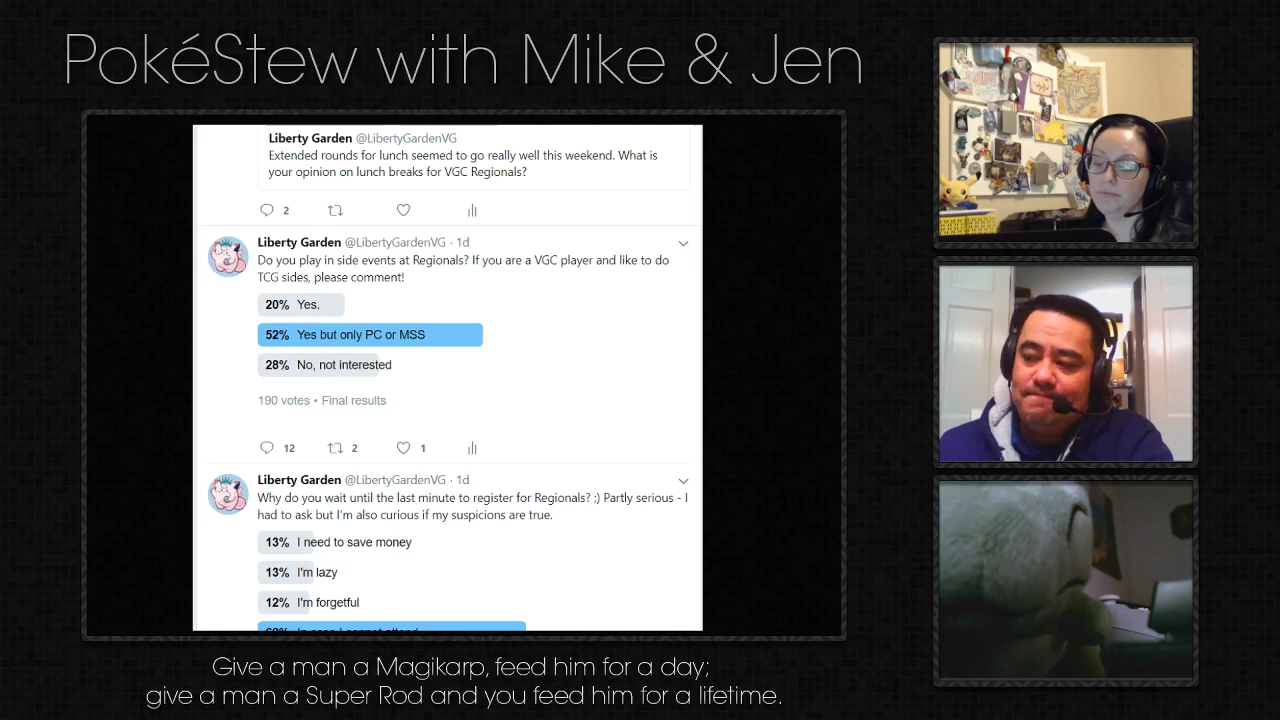 PokéStew with Mike & Jen
Liberty Garden @LibertyGardenVG
Extended rounds for lunch seemed to go really well this weekend. What is
your opinion on lunch breaks for VGC Regionals?
2
Liberty Garden @LibertyGardenVG · 1d
Do you play in side events at Regionals? If you are a VGC player and like to do
TCG sides, please comment!
20% Yes.
52% Yes but only PC or MSS
28% No, not interested
190 votes • Final results
12 2 1
Liberty Garden @LibertyGardenVG · 1d
Why do you wait until the last minute to register for Regionals? ;) Partly serious - I
had to ask but I'm also curious if my suspicions are true.
13% I need to save money
13% I'm lazy
12% I'm forgetful
Give a man a Magikarp, feed him for a day;
give a man a Super Rod and you feed him for a lifetime.